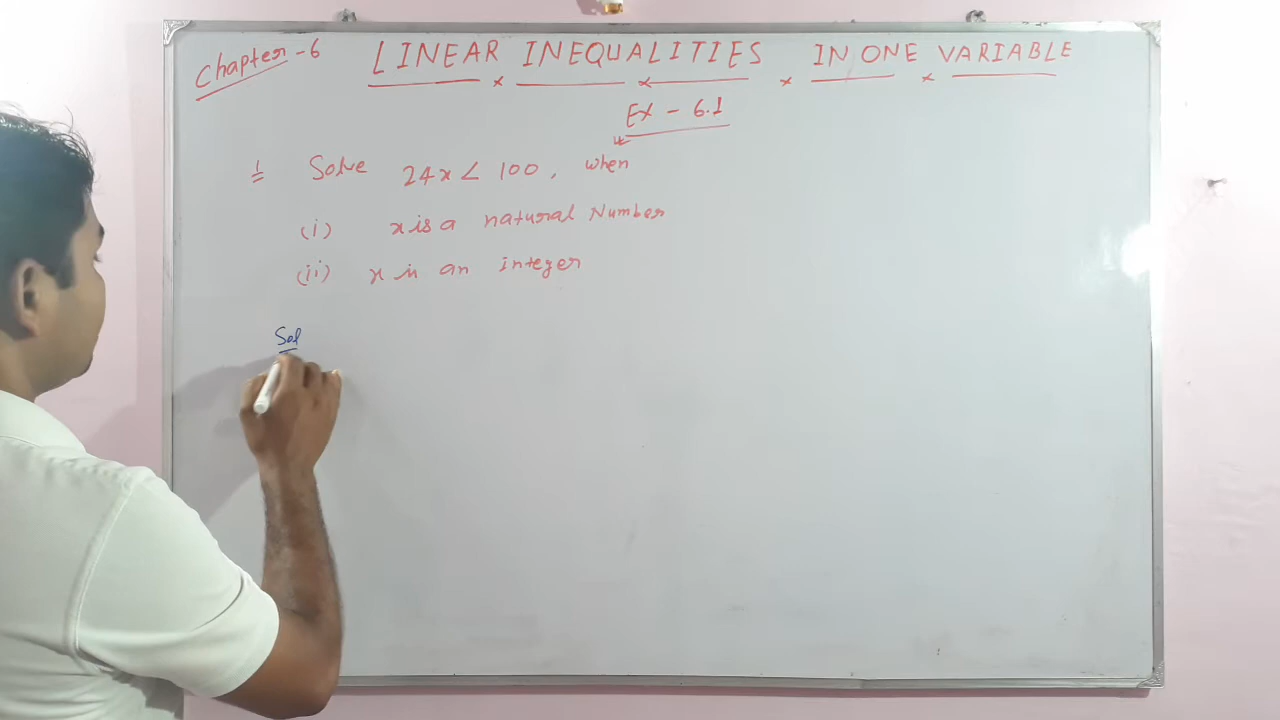 Chapter-6 LINEAR INEQUALITIES IN ONE VARIABLE
EX - 6.1
1 Solve 24x < 100, when
(i) x is a natural Number
(ii) x is an integer
Sol